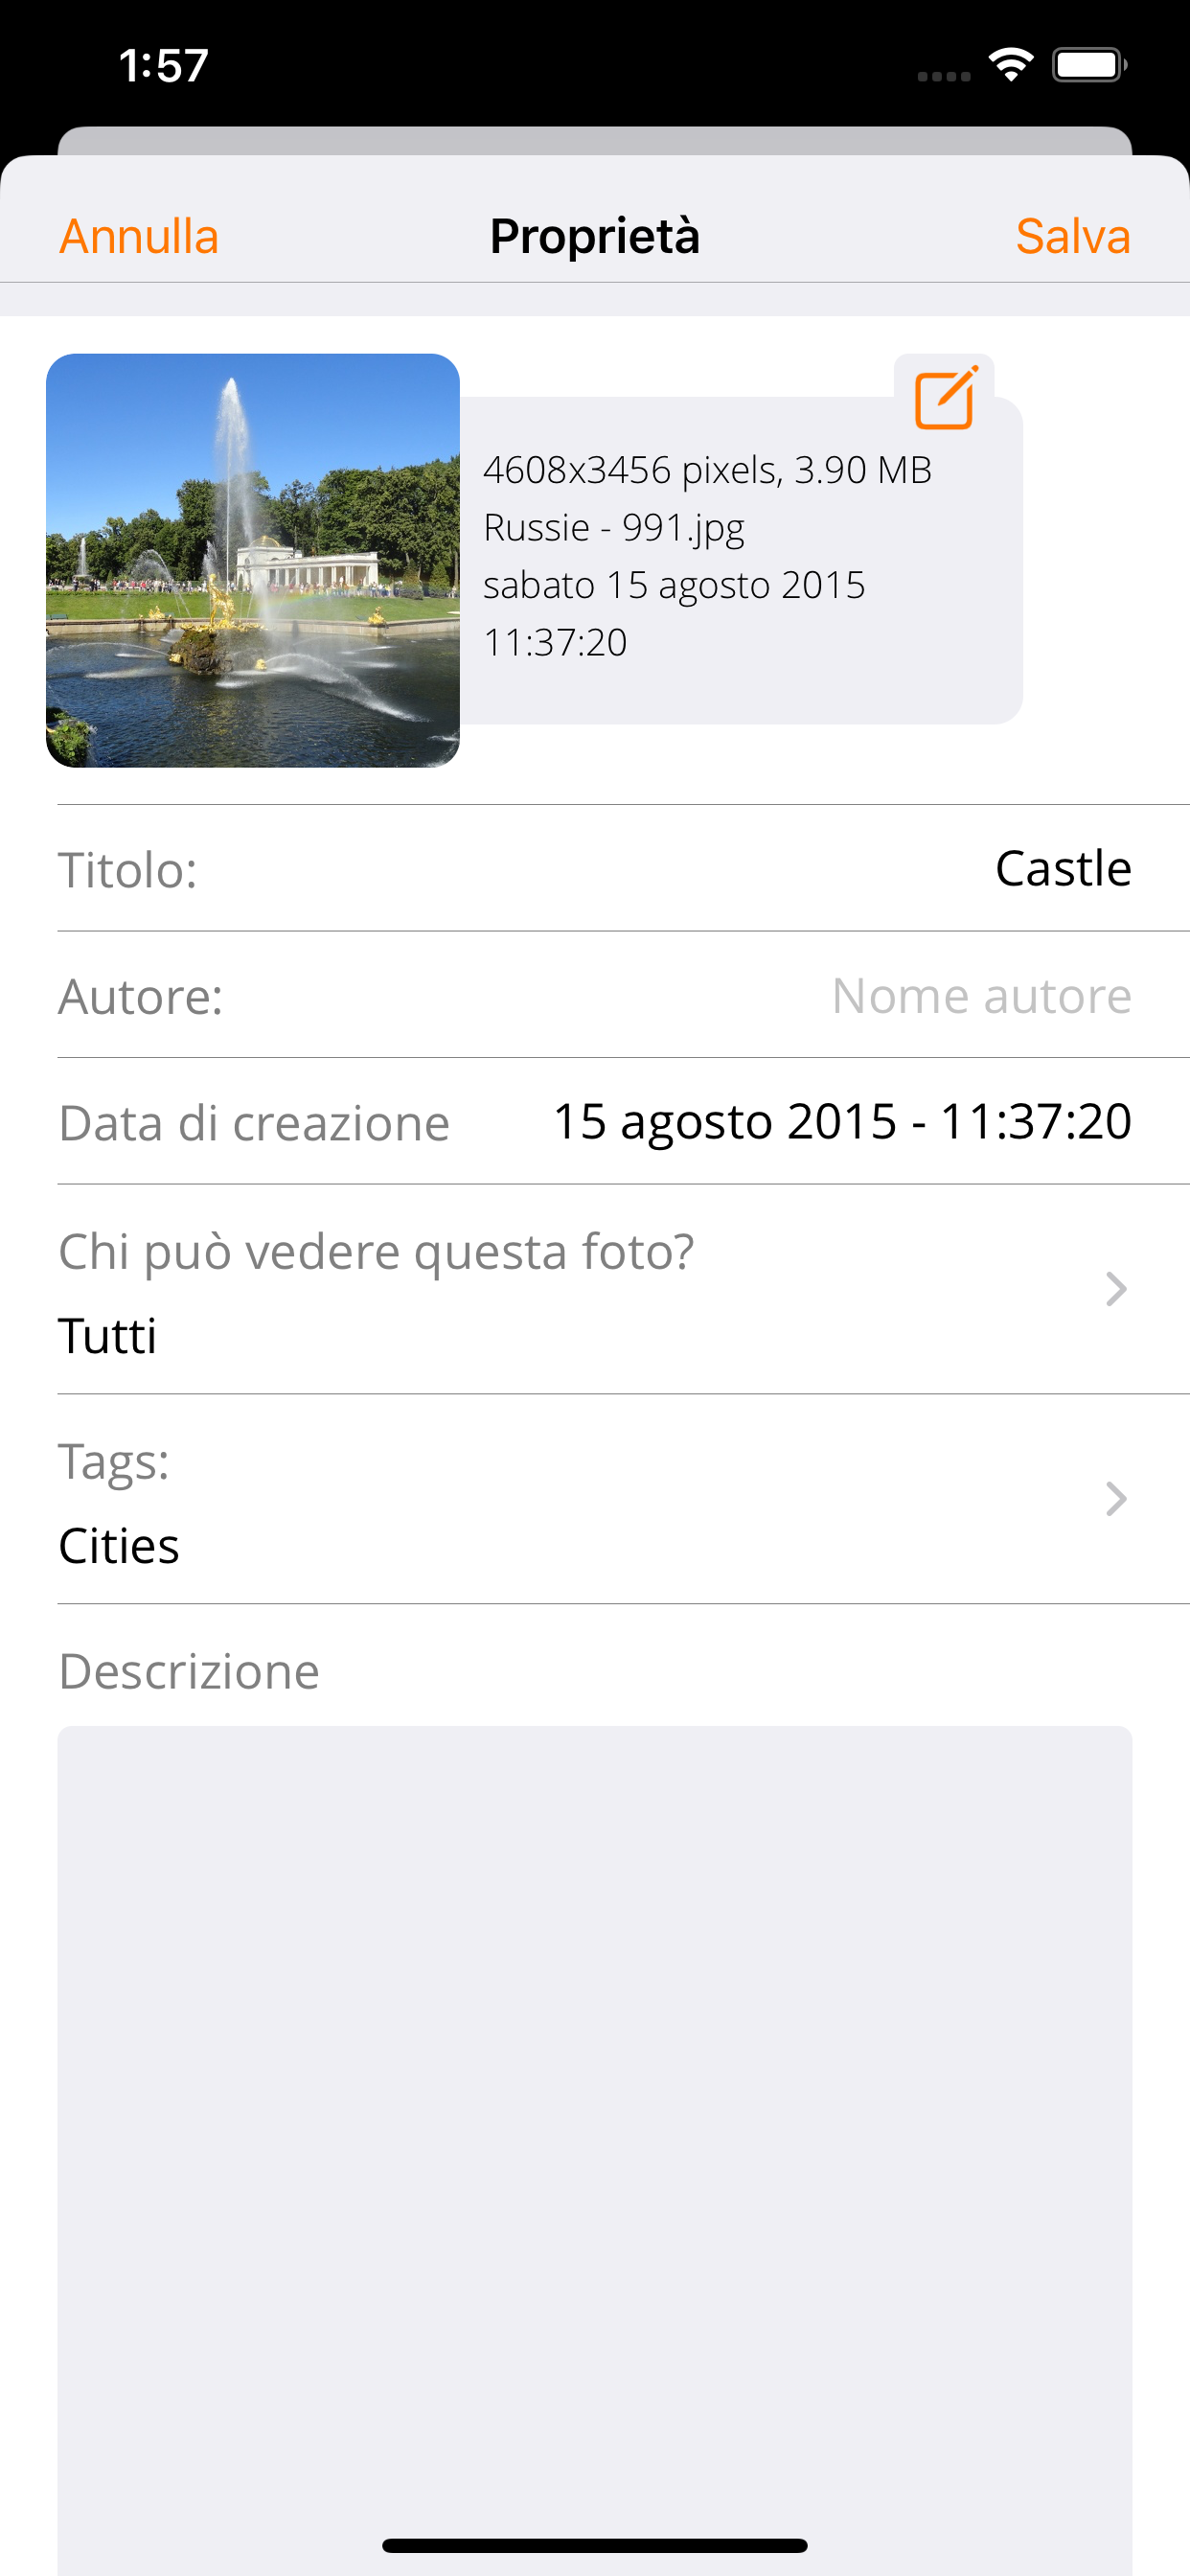 1:57
Annulla
Proprietà
Salva
4608x3456 pixels, 3.90 MB
Russie - 991.jpg
sabato 15 agosto 2015
11:37:20
Titolo:
Castle
Autore:
Nome autore
Data di creazione
15 agosto 2015 - 11:37:20
Chi può vedere questa foto?
Tutti
Tags:
Cities
Descrizione